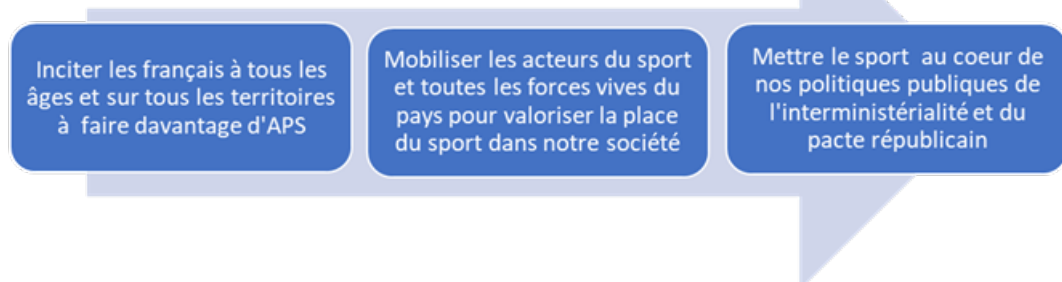 Inciter les français à tous les
âges et sur tous les territoires
à faire davantage d'APS
Mobiliser les acteurs du sport
et toutes les forces vives du
pays pour valoriser la place
du sport dans notre société
Mettre le sport au coeur de
nos politiques publiques de
l'interministérialité et du
pacte républicain